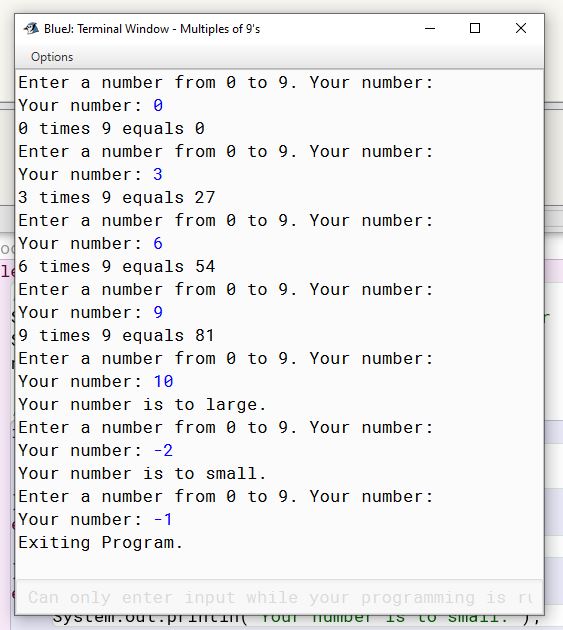 BlueJ: Terminal Window - Multiples of 9's
Options
Enter a number from 0 to 9. Your number:
Your number: 0
0 times 9 equals 0
Enter a number from 0 to 9. Your number:
Your number: 3
3 times 9 equals 27
Enter a number from 0 to 9. Your number:
Your number: 6
6 times 9 equals 54
Enter a number from 0 to 9. Your number:
Your number: 9
9 times 9 equals 81
Enter a number from 0 to 9. Your number:
Your number: 10
Your number is to large.
Enter a number from 0 to 9. Your number:
Your number: -2
Your number is to small.
Enter a number from 0 to 9. Your number:
Your number: -1
Exiting Program.
Can only enter input while your programming is ru
System.out.println("Your number is to small.");